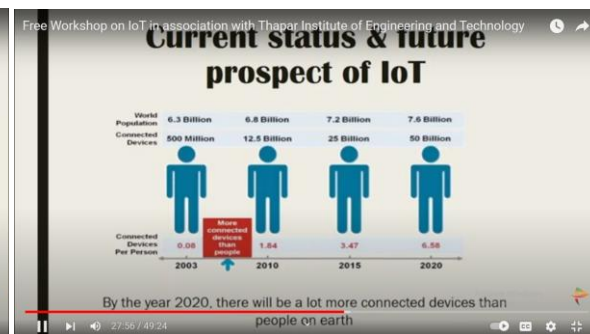 Free Workshop on IoT in association with Thapar Institute of Engineering and Technology
Current status & future
prospect of IoT
World Population 6.3 Billion 6.8 Billion 7.2 Billion 7.6 Billion
Connected Devices 500 Million 12.5 Billion 25 Billion 50 Billion
More connected devices than people
Connected Devices Per Person 0.08 1.84 3.47 6.58
2003 2010 2015 2020
By the year 2020, there will be a lot more connected devices than
people on earth
27:56 / 49:24